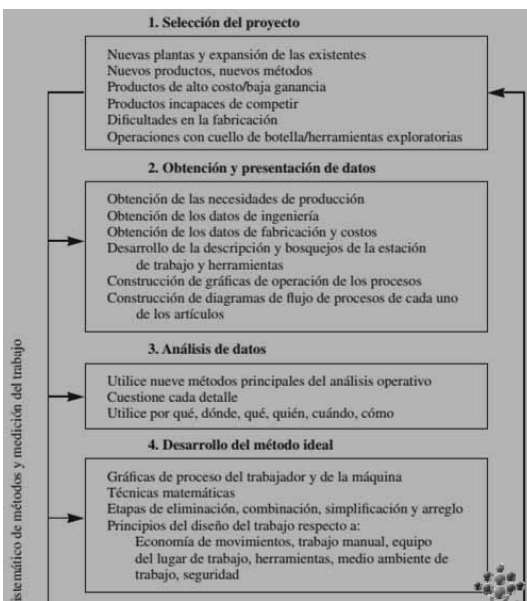 1. Selección del proyecto
Nuevas plantas y expansión de las existentes
Nuevos productos, nuevos métodos
Productos de alto costo/baja ganancia
Productos incapaces de competir
Dificultades en la fabricación
Operaciones con cuello de botella/herramientas exploratorias
2. Obtención y presentación de datos
Obtención de las necesidades de producción
Obtención de los datos de ingeniería
Obtención de los datos de fabricación y costos
Desarrollo de la descripción y bosquejos de la estación
de trabajo y herramientas
Construcción de gráficas de operación de los procesos
Construcción de diagramas de flujo de procesos de cada uno
de los artículos
3. Análisis de datos
Utilice nueve métodos principales del análisis operativo
Cuestione cada detalle
Utilice por qué, dónde, qué, quién, cuándo, cómo
4. Desarrollo del método ideal
Gráficas de proceso del trabajador y de la máquina
Técnicas matemáticas
Etapas de eliminación, combinación, simplificación y arreglo
Principios del diseño del trabajo respecto a:
Economía de movimientos, trabajo manual, equipo
del lugar de trabajo, herramientas, medio ambiente de
trabajo, seguridad
istemático de métodos y medición del trabajo